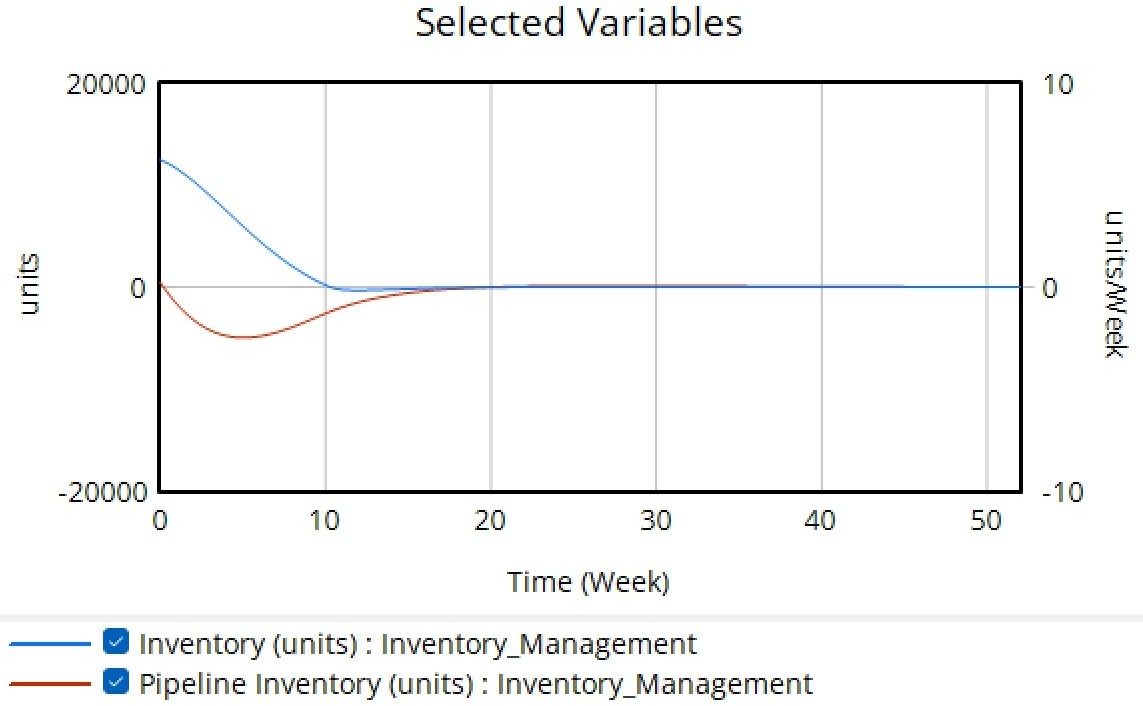 Selected Variables
20000
10
units
0
0
units/Week
-20000
-10
0 10 20 30 40 50
Time (Week)
Inventory (units) : Inventory_Management
Pipeline Inventory (units) : Inventory_Management